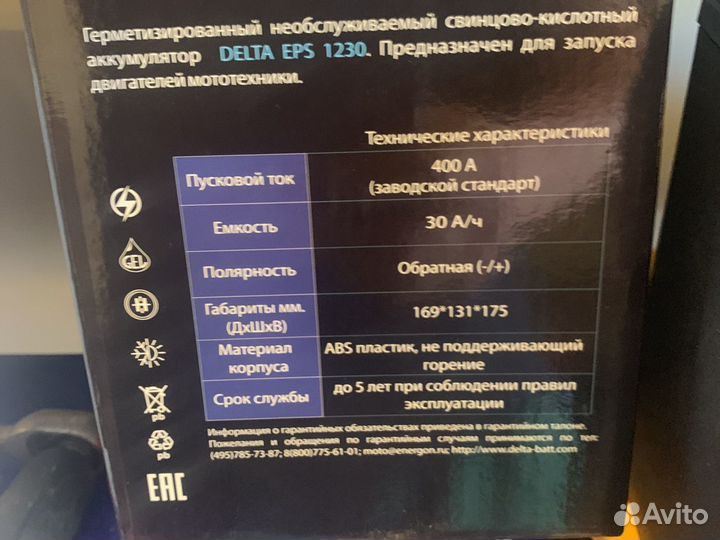 Герметизированный необслуживаемый свинцово-кислотный
аккумулятор DELTA EPS 1230. Предназначен для запуска
двигателей мототехники.
Технические характеристики
Пусковой ток
400 А
(заводской стандарт)
Емкость
30 А/ч
Полярность
Обратная (-/+)
Габариты мм.
(ДхШхВ)
169*131*175
Материал
корпуса
ABS пластик, не поддерживающий
горение
Срок службы
до 5 лет при соблюдении правил
эксплуатации
GEL
Pb
Pb
Информация о гарантийных обязательствах приведена в гарантийном талоне.
Пожелания и обращения по гарантийным случаям принимаются по тел:
(495)785-73-87; 8(800)775-61-01; moto@energon.ru; http://www.delta-batt.com
EAC
Avito